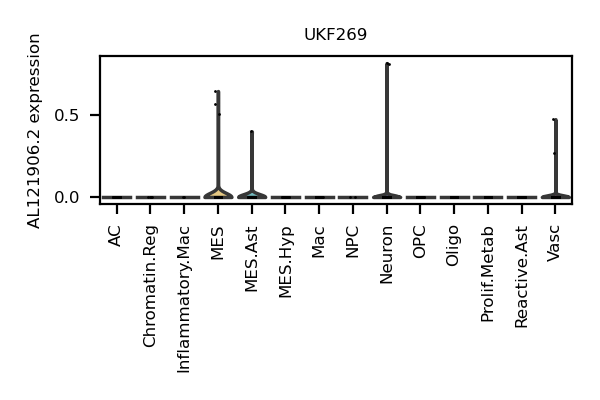 UKF269
AL121906.2 expression
0.5
0.0
AC
Chromatin.Reg
Inflammatory.Mac
MES
MES.Ast
MES.Hyp
Mac
NPC
Neuron
OPC
Oligo
Prolif.Metab
Reactive.Ast
Vasc